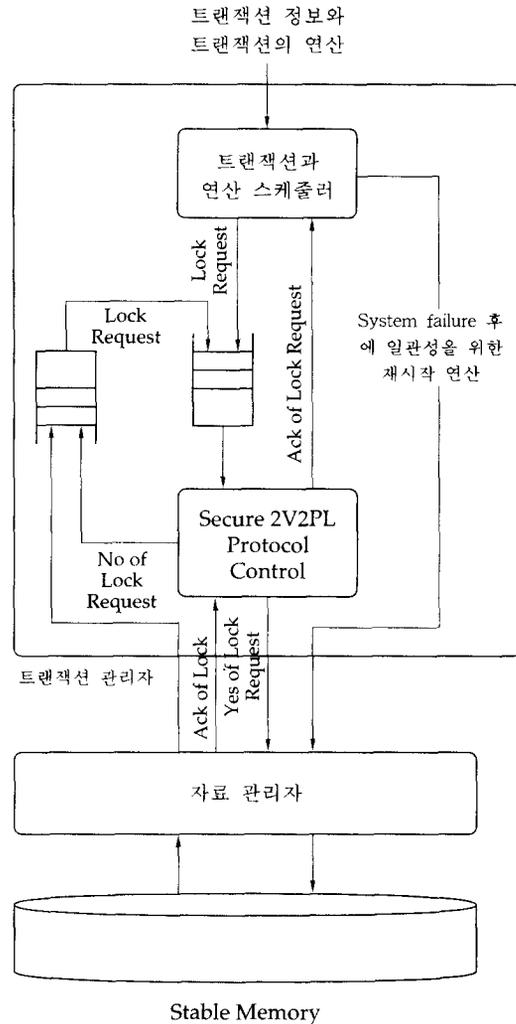 트랜잭션 정보와
트랜잭션의 연산
트랜잭션과
연산 스케줄러
Lock
Request
Ack of Lock Request
Lock
Request
System failure 후
에 일관성을 위한
재시작 연산
Secure 2V2PL
Protocol
Control
No of
Lock
Request
Ack of Lock
Yes of Lock
Request
트랜잭션 관리자
자료 관리자
Stable Memory